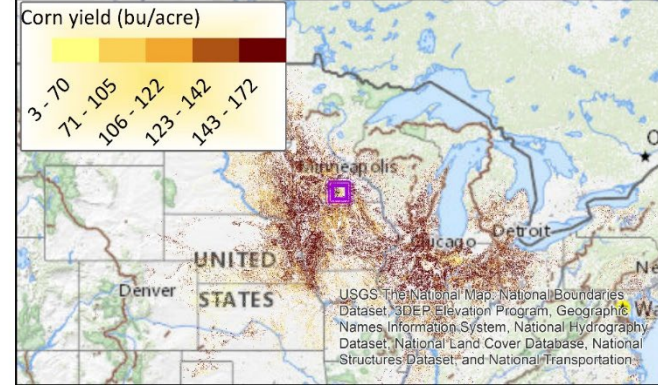 Corn yield (bu/acre)
3 - 70
71 - 105
106 - 122
123 - 142
143 - 172
Minneapolis
Chicago
Detroit
UNITED
STATES
Denver
O
Ne
Wa
USGS The National Map: National Boundaries
Dataset, 3DEP Elevation Program, Geographic
Names Information System, National Hydrography
Dataset, National Land Cover Database, National
Structures Dataset, and National Transportation